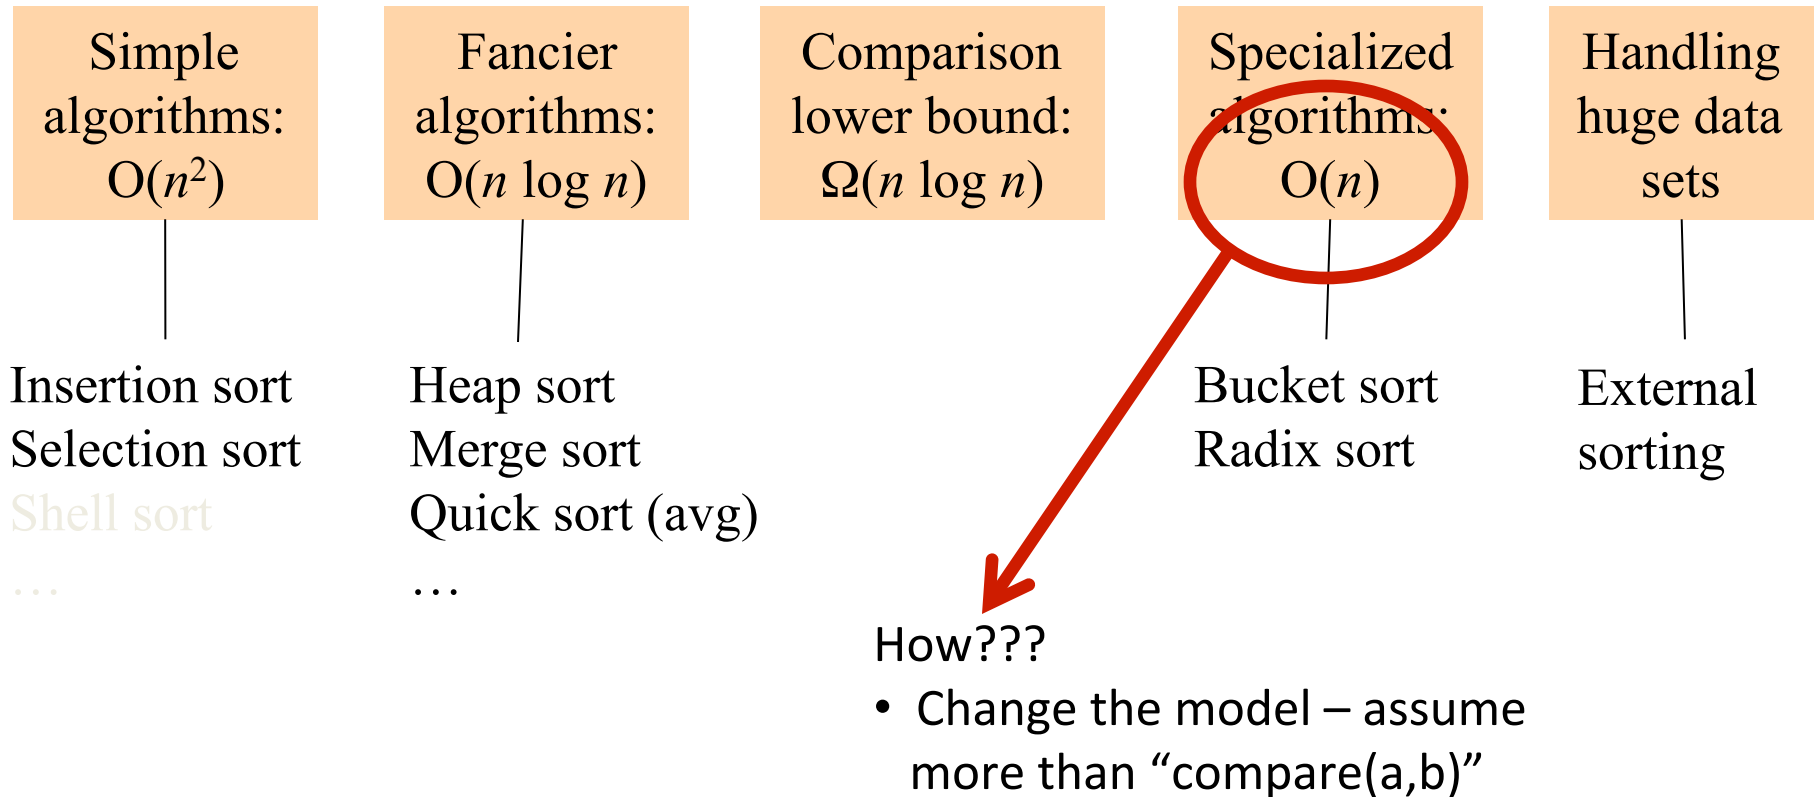 Simple
algorithms:
O(n²)
Fancier
algorithms:
O(n log n)
Comparison
lower bound:
Ω(n log n)
Specialized
algorithms:
O(n)
Handling
huge data
sets
Insertion sort
Selection sort
Shell sort
…
Heap sort
Merge sort
Quick sort (avg)
…
Bucket sort
Radix sort
External
sorting
How???
• Change the model – assume
more than “compare(a,b)”